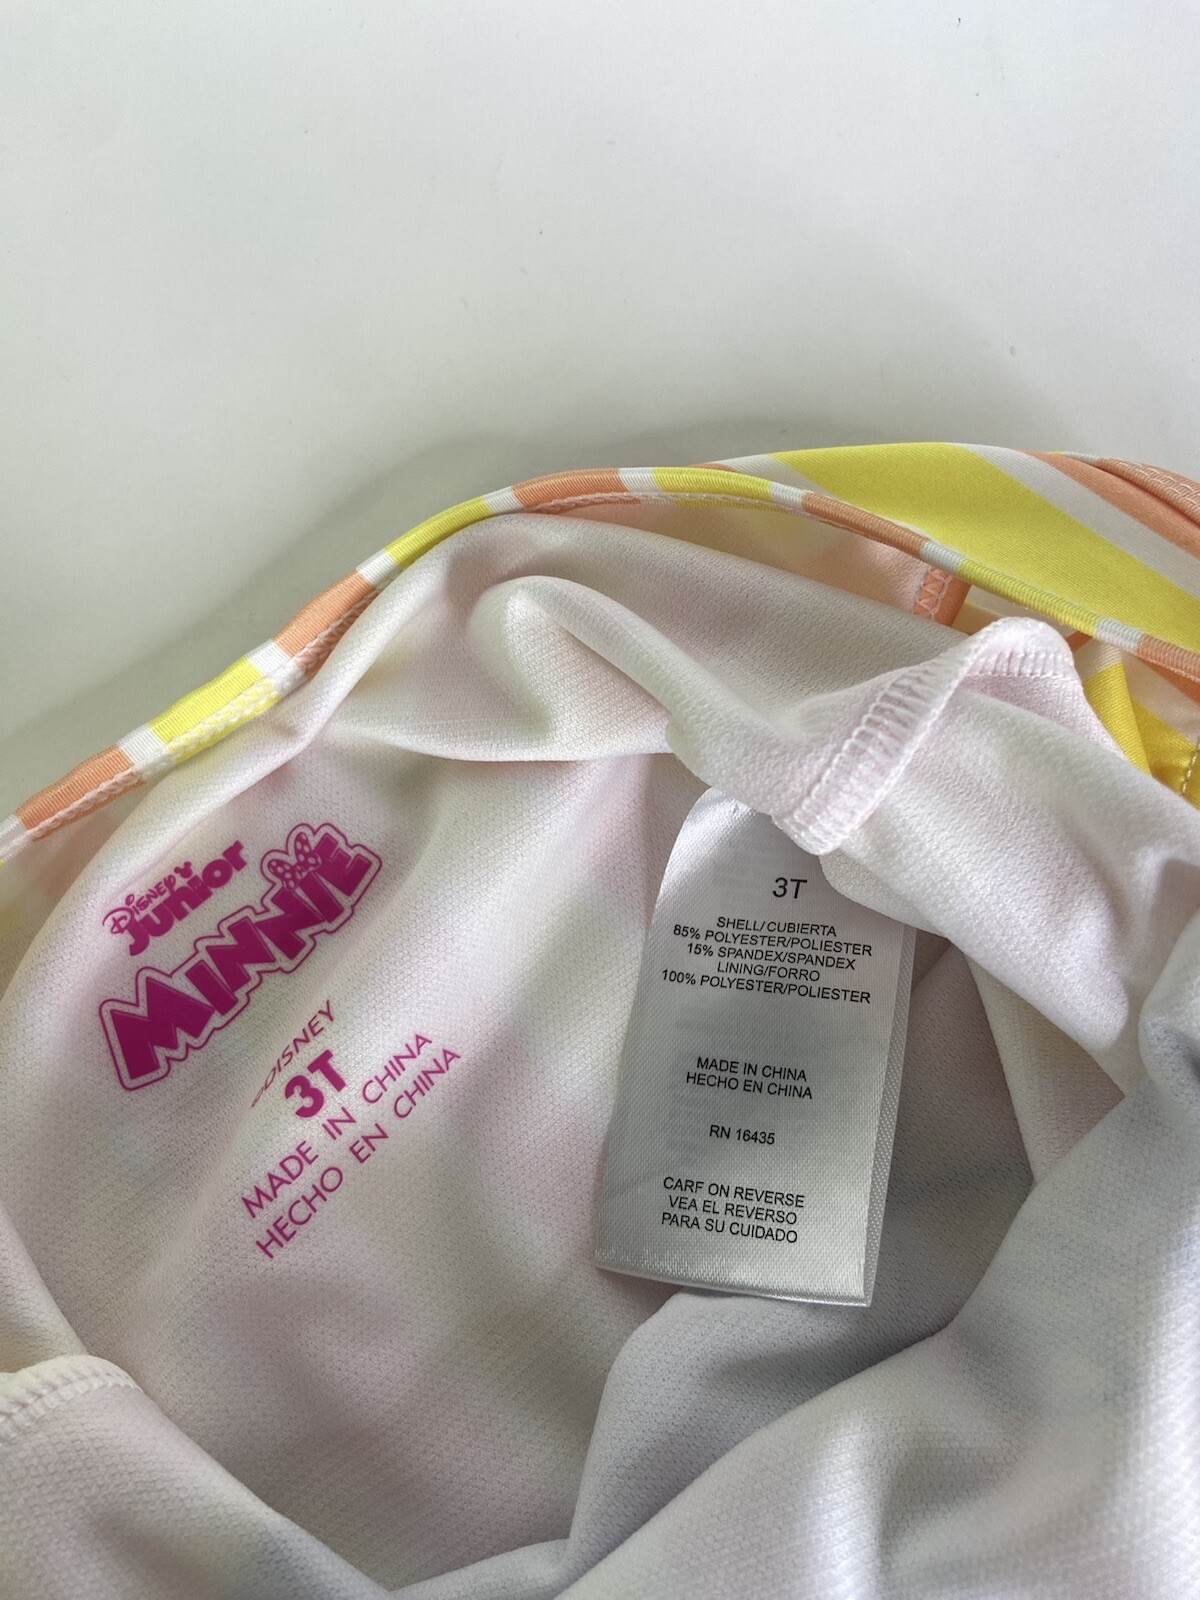 Disney
Junior
MINNIE
©DISNEY
3T
MADE IN CHINA
HECHO EN CHINA
3T
SHELL/CUBIERTA
85% POLYESTER/POLIESTER
15% SPANDEX/SPANDEX
LINING/FORRO
100% POLYESTER/POLIESTER
MADE IN CHINA
HECHO EN CHINA
RN 16435
CARF ON REVERSE
VEA EL REVERSO
PARA SU CUIDADO